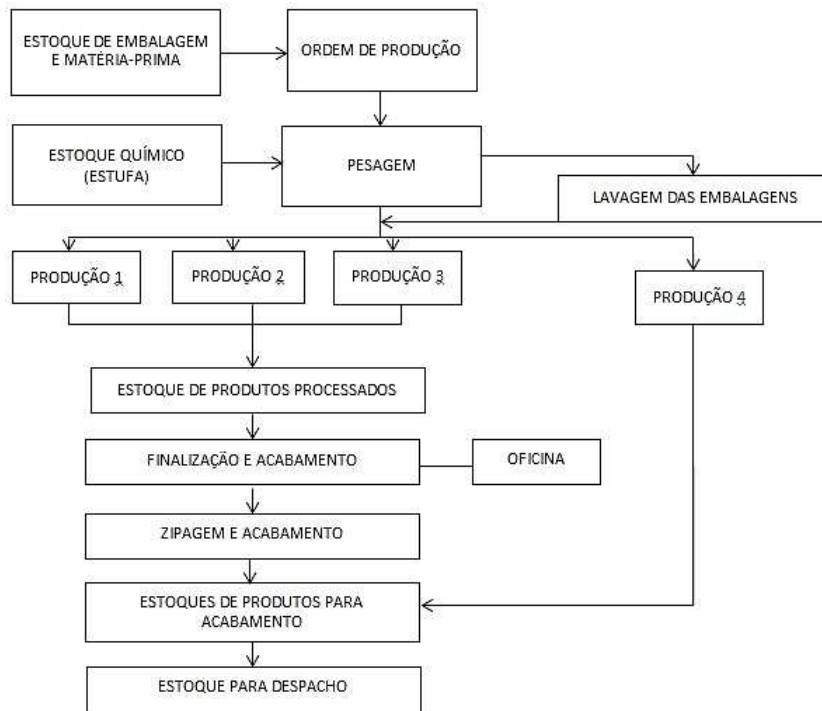 ESTOQUE DE EMBALAGEM
E MATÉRIA-PRIMA
ORDEM DE PRODUÇÃO
ESTOQUE QUÍMICO
(ESTUFA)
PESAGEM
LAVAGEM DAS EMBALAGENS
PRODUÇÃO 1
PRODUÇÃO 2
PRODUÇÃO 3
PRODUÇÃO 4
ESTOQUE DE PRODUTOS PROCESSADOS
FINALIZAÇÃO E ACABAMENTO
OFICINA
ZIPAGEM E ACABAMENTO
ESTOQUES DE PRODUTOS PARA
ACABAMENTO
ESTOQUE PARA DESPACHO